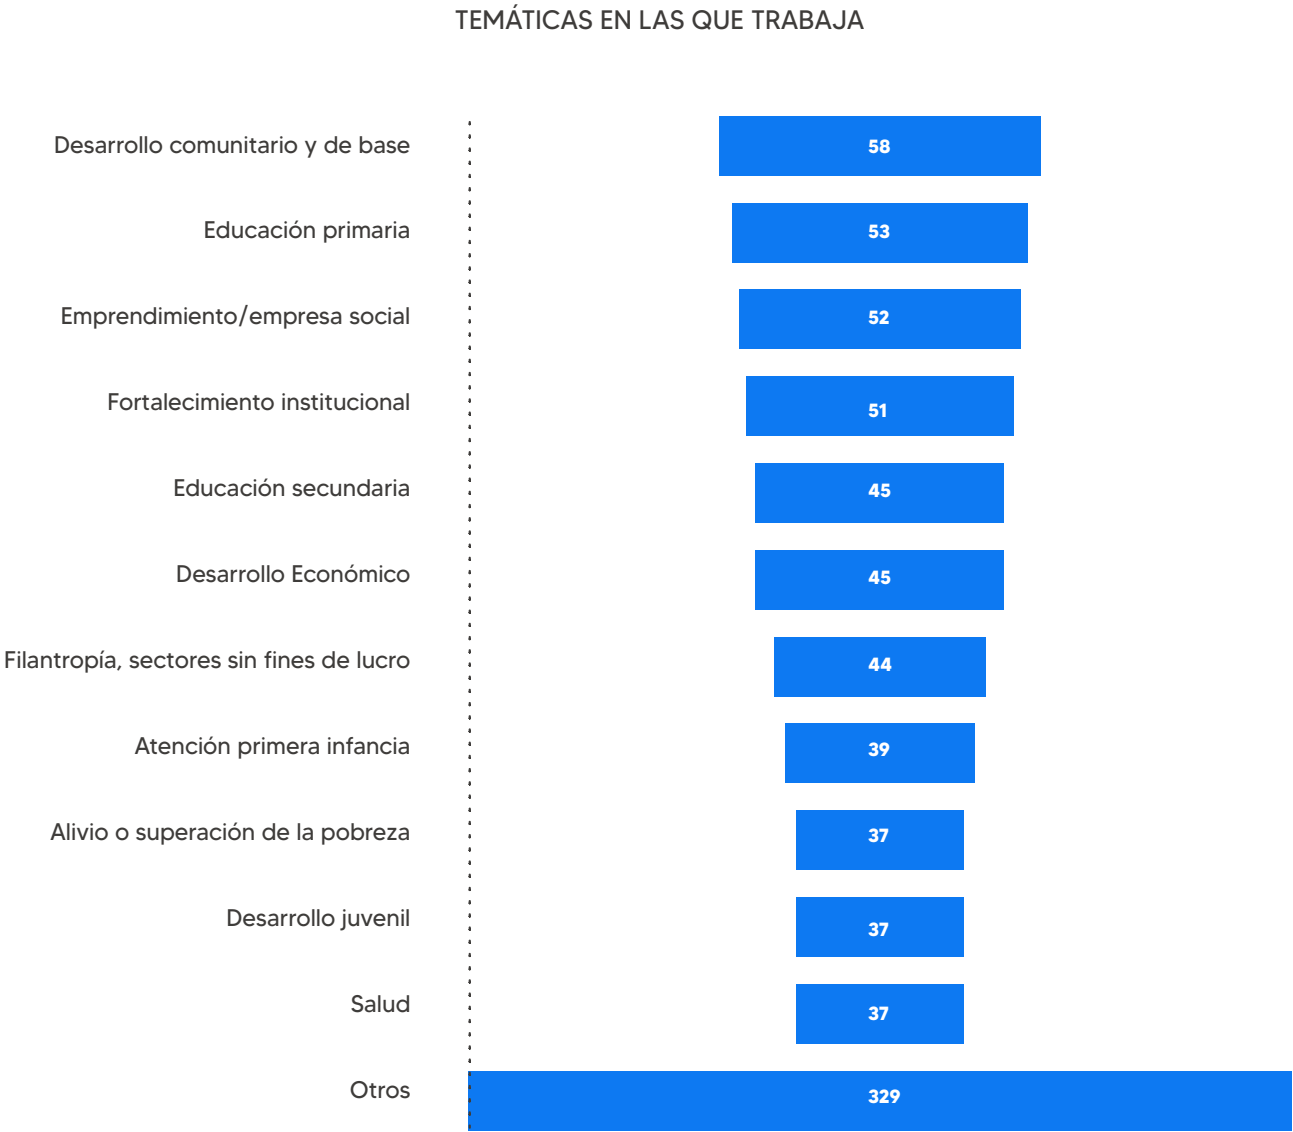 TEMÁTICAS EN LAS QUE TRABAJA
Desarrollo comunitario y de base 58
Educación primaria 53
Emprendimiento/empresa social 52
Fortalecimiento institucional 51
Educación secundaria 45
Desarrollo Económico 45
Filantropía, sectores sin fines de lucro 44
Atención primera infancia 39
Alivio o superación de la pobreza 37
Desarrollo juvenil 37
Salud 37
Otros 329